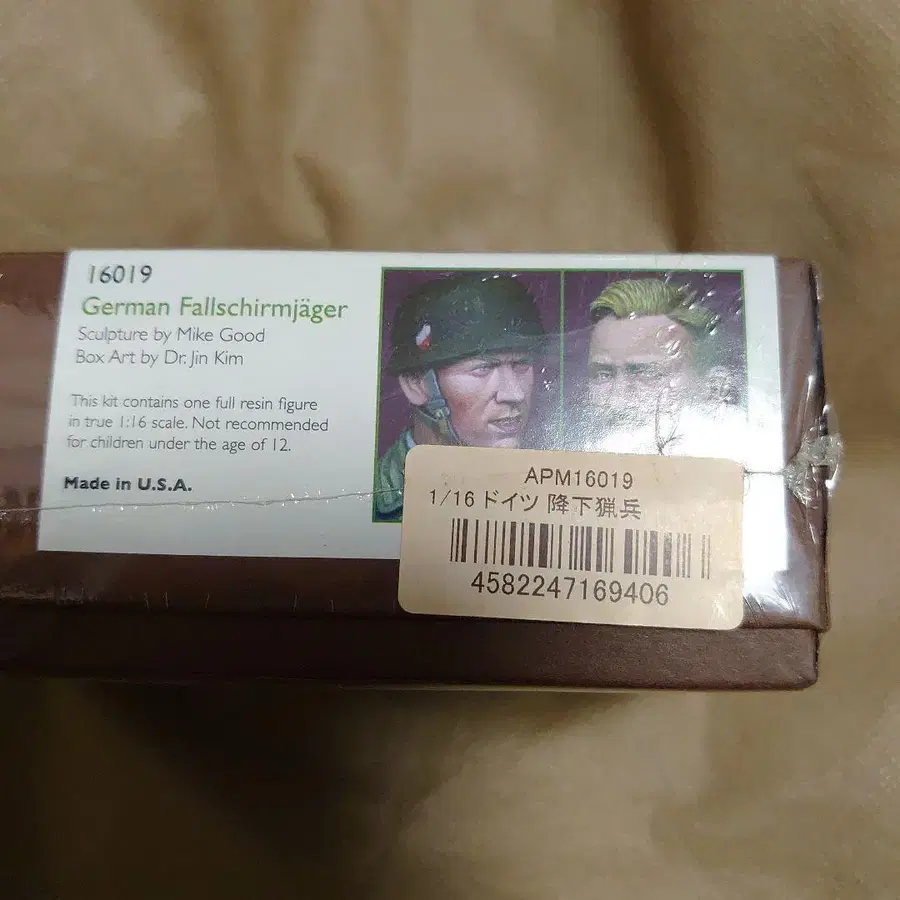 16019
German Fallschirmjäger
Sculpture by Mike Good
Box Art by Dr. Jin Kim
This kit contains one full resin figure
in true 1:16 scale. Not recommended
for children under the age of 12.
Made in U.S.A.
APM16019
1/16 ドイツ 降下猟兵
4582247169406